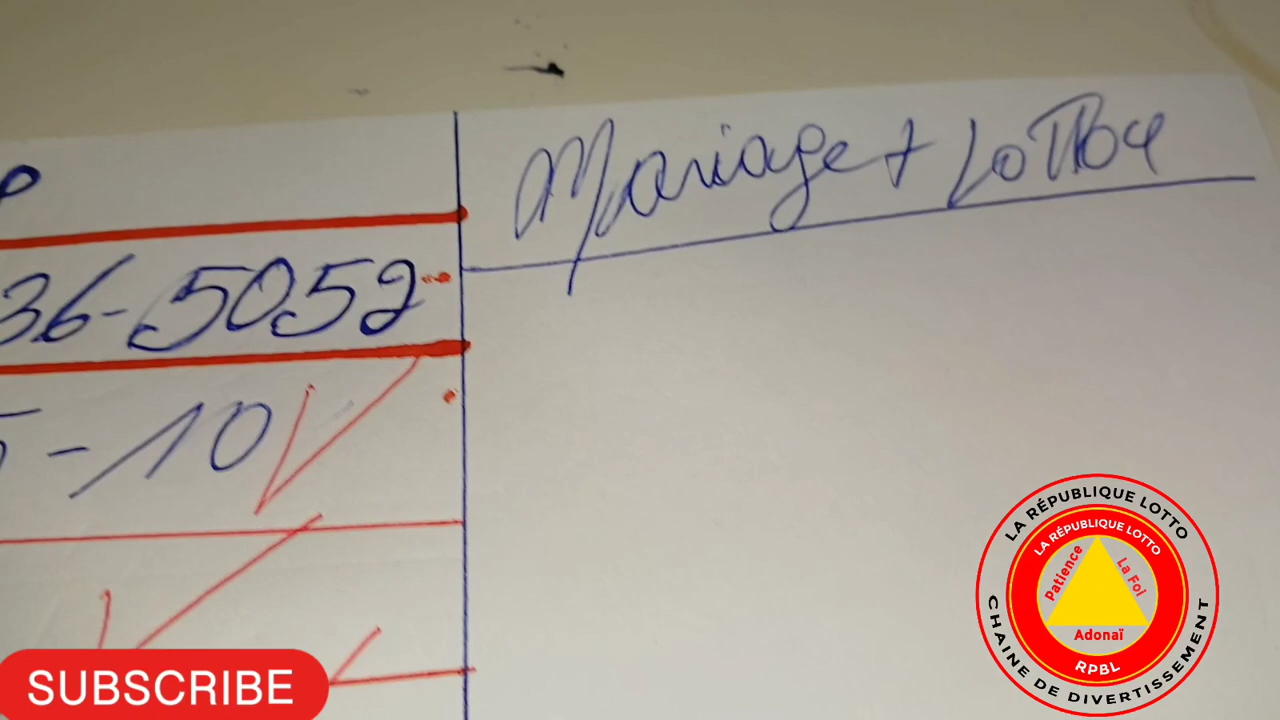 Mariage + Lotto4
36-5052
- 10
SUBSCRIBE
LA RÉPUBLIQUE LOTTO
CHAINE DE DIVERTISSEMENT
LA RÉPUBLIQUE LOTTO
Patience
La Foi
Adonaï
RPBL